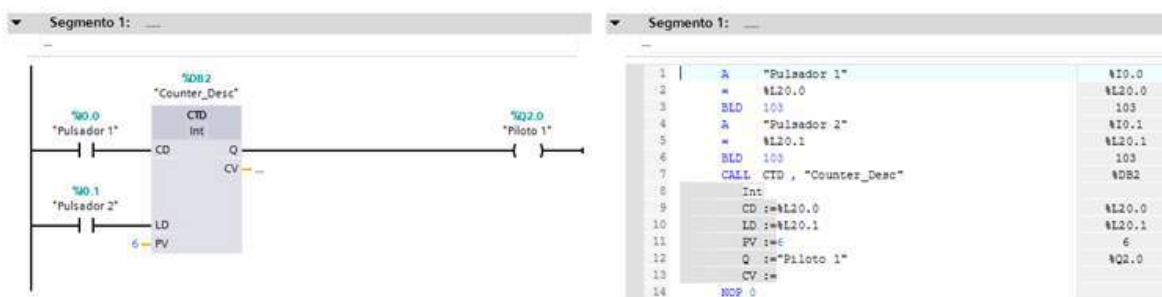 Segmento 1: ....
...
%DB2
"Counter_Desc"
CTD
Int
%I0.0
"Pulsador 1"
CD
Q
CV
...
%Q2.0
"Piloto 1"
%I0.1
"Pulsador 2"
LD
6
PV
Segmento 1: ....
...
1 A "Pulsador 1" %I0.0
2 = %L20.0 %L20.0
3 BLD 103 103
4 A "Pulsador 2" %I0.1
5 = %L20.1 %L20.1
6 BLD 103 103
7 CALL CTD , "Counter_Desc" %DB2
8 Int
9 CD :=%L20.0 %L20.0
10 LD :=%L20.1 %L20.1
11 PV :=6 6
12 Q :="Piloto 1" %Q2.0
13 CV :=
14 NOP 0